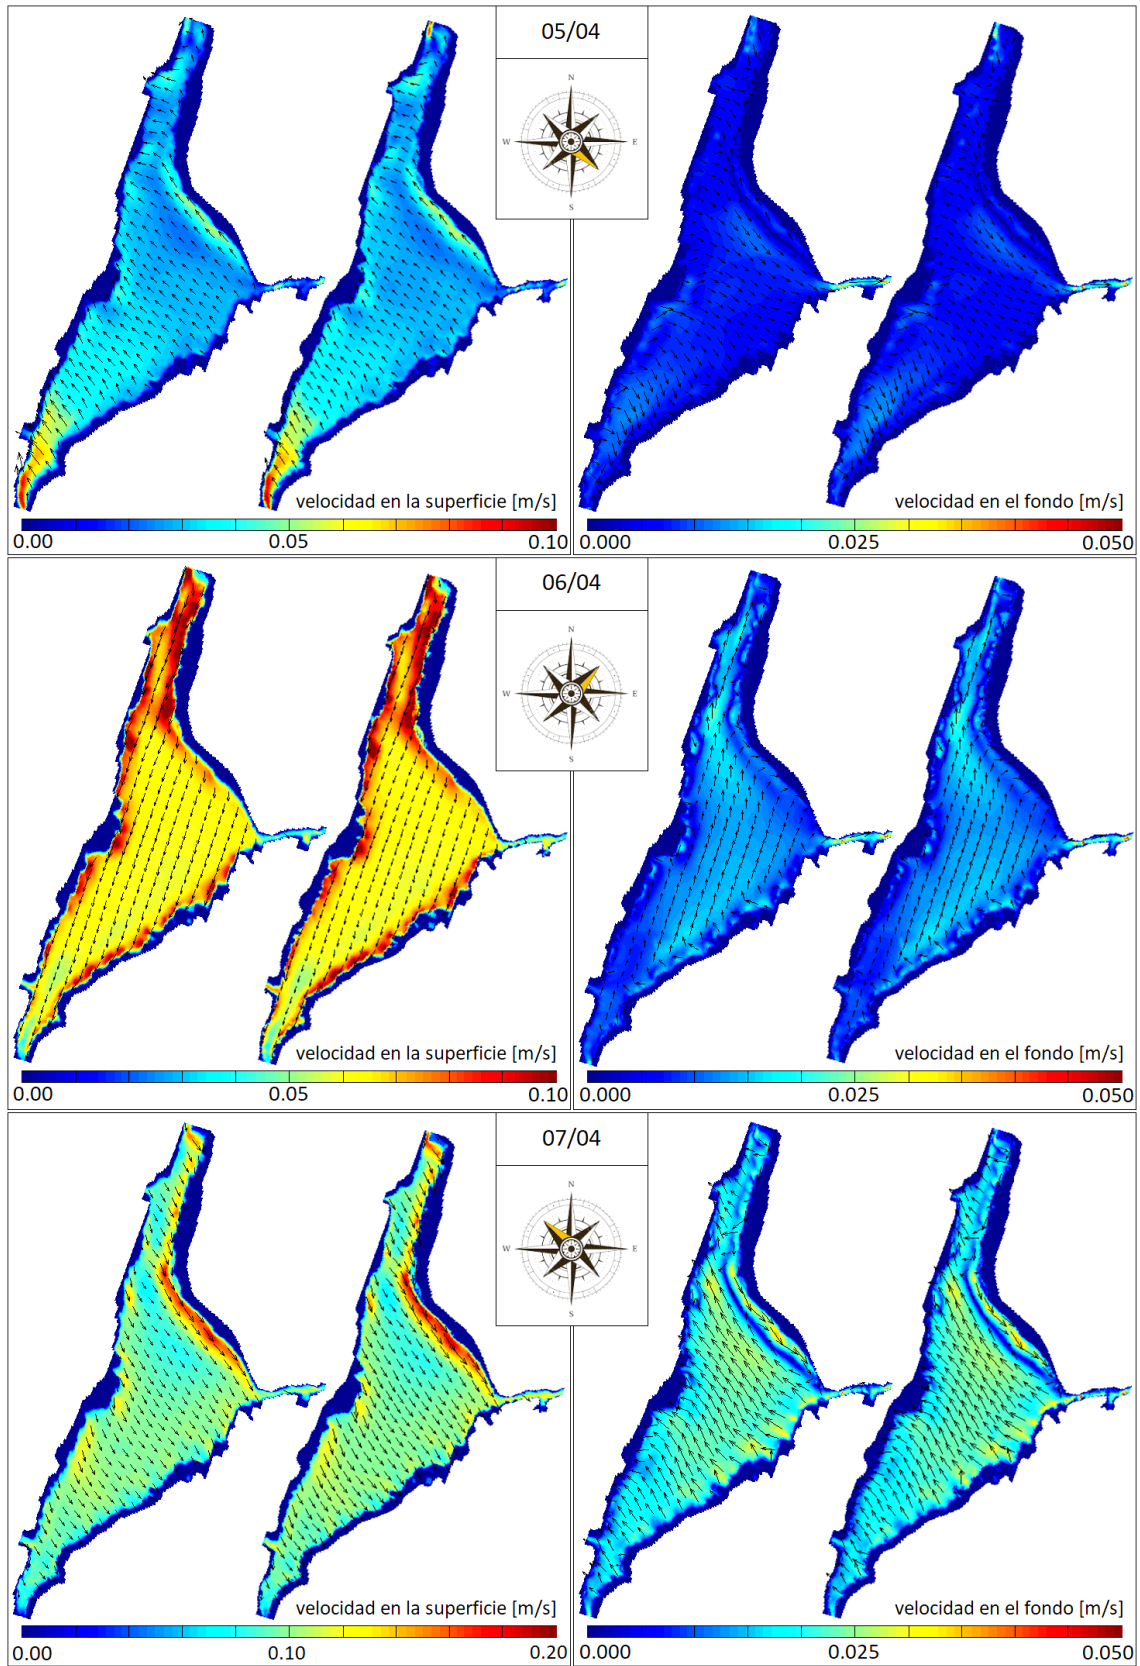 05/04
N
W E
S
velocidad en la superficie [m/s]
0.00 0.05 0.10
velocidad en el fondo [m/s]
0.000 0.025 0.050
06/04
N
W E
S
velocidad en la superficie [m/s]
0.00 0.05 0.10
velocidad en el fondo [m/s]
0.000 0.025 0.050
07/04
N
W E
S
velocidad en la superficie [m/s]
0.00 0.10 0.20
velocidad en el fondo [m/s]
0.000 0.025 0.050